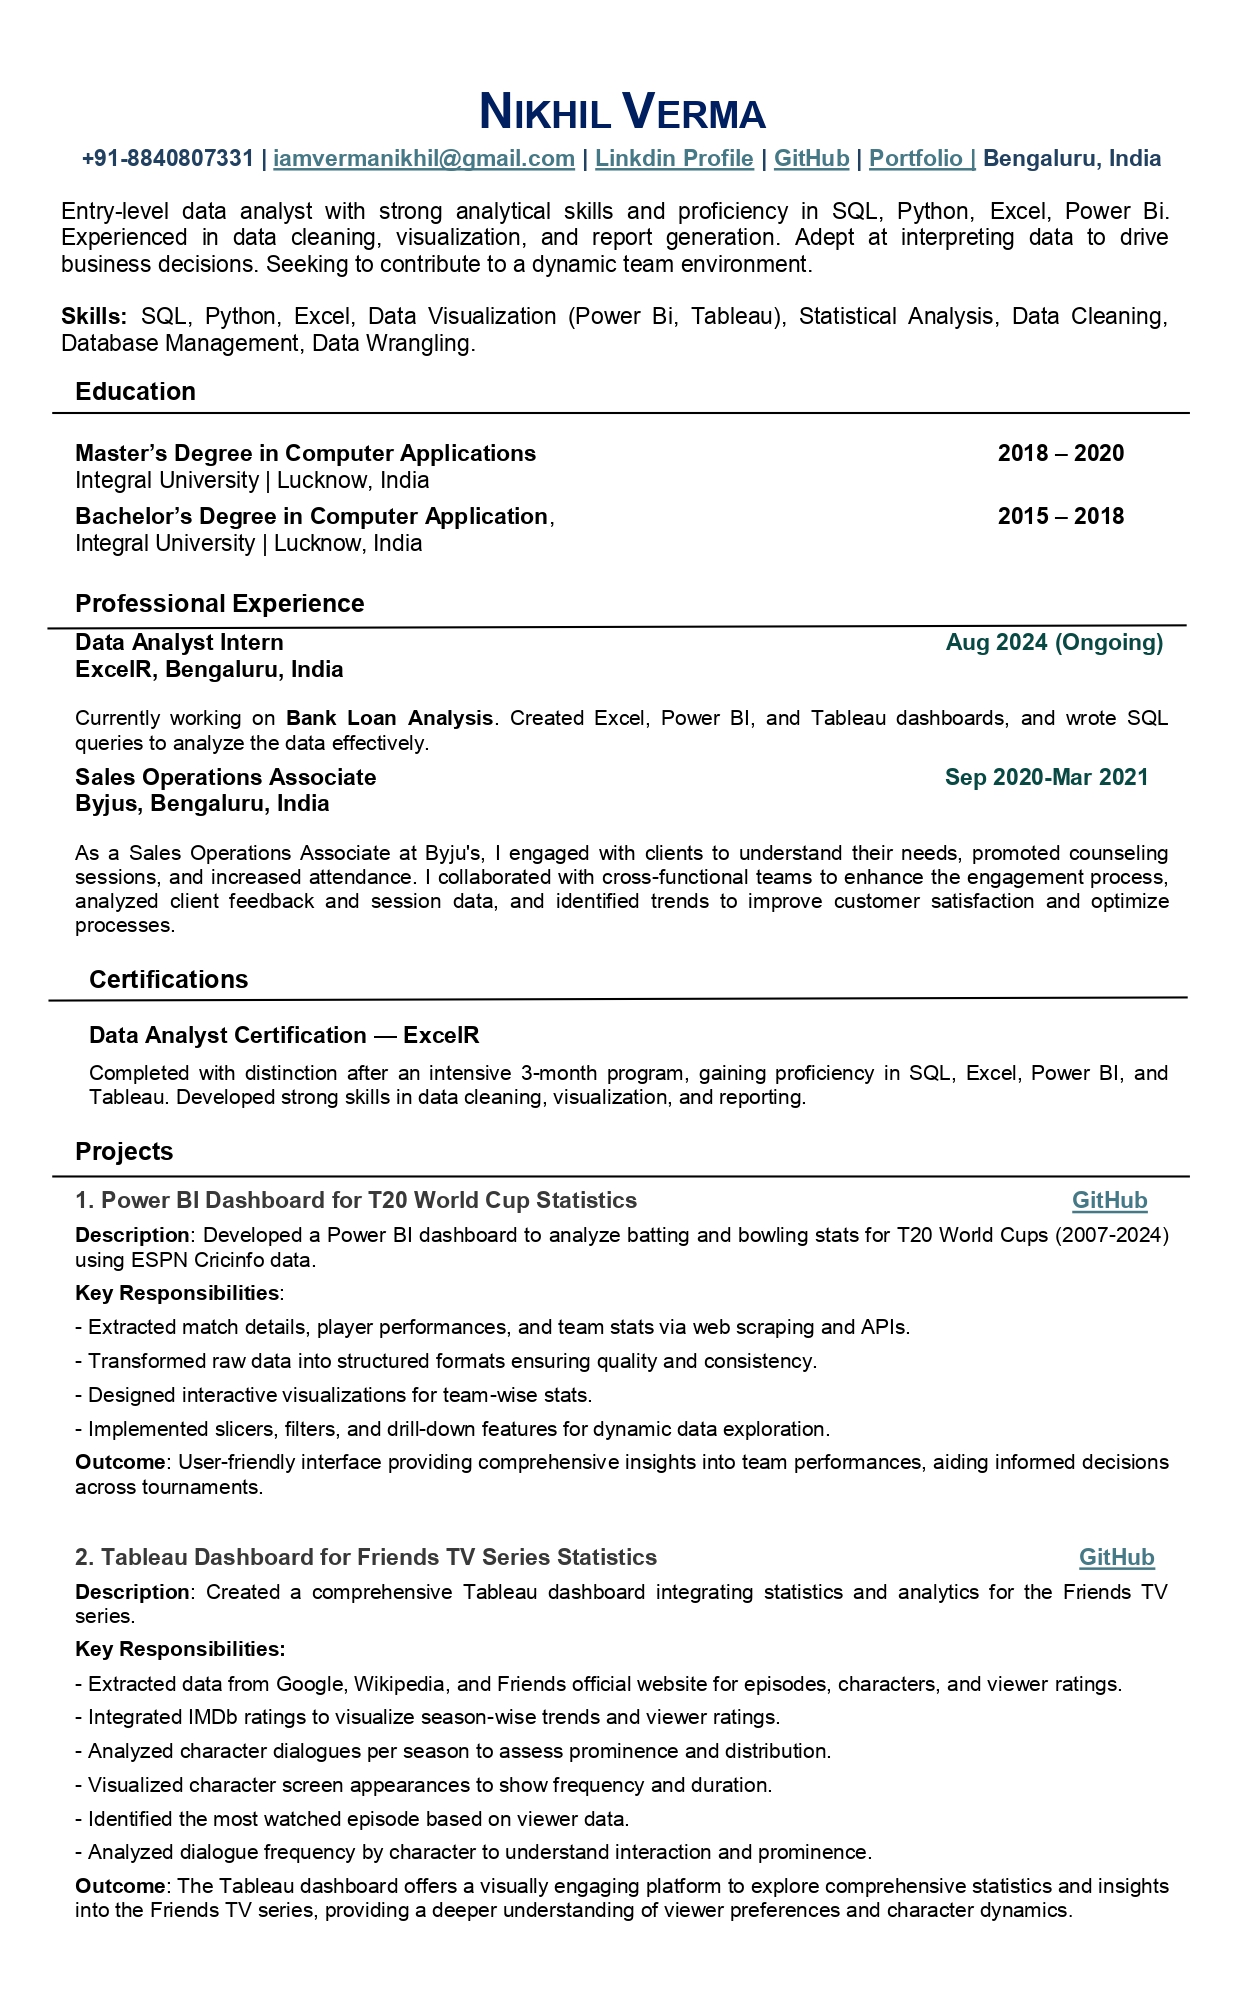 NIKHIL VERMA
+91-8840807331 | iamvermanikhil@gmail.com | Linkdin Profile | GitHub | Portfolio | Bengaluru, India
Entry-level data analyst with strong analytical skills and proficiency in SQL, Python, Excel, Power Bi.
Experienced in data cleaning, visualization, and report generation. Adept at interpreting data to drive
business decisions. Seeking to contribute to a dynamic team environment.
Skills: SQL, Python, Excel, Data Visualization (Power Bi, Tableau), Statistical Analysis, Data Cleaning,
Database Management, Data Wrangling.
Education
Master’s Degree in Computer Applications 2018 – 2020
Integral University | Lucknow, India
Bachelor’s Degree in Computer Application, 2015 – 2018
Integral University | Lucknow, India
Professional Experience
Data Analyst Intern Aug 2024 (Ongoing)
ExcelR, Bengaluru, India
Currently working on Bank Loan Analysis. Created Excel, Power BI, and Tableau dashboards, and wrote SQL
queries to analyze the data effectively.
Sales Operations Associate Sep 2020-Mar 2021
Byjus, Bengaluru, India
As a Sales Operations Associate at Byju's, I engaged with clients to understand their needs, promoted counseling
sessions, and increased attendance. I collaborated with cross-functional teams to enhance the engagement process,
analyzed client feedback and session data, and identified trends to improve customer satisfaction and optimize
processes.
Certifications
Data Analyst Certification — ExcelR
Completed with distinction after an intensive 3-month program, gaining proficiency in SQL, Excel, Power BI, and
Tableau. Developed strong skills in data cleaning, visualization, and reporting.
Projects
1. Power BI Dashboard for T20 World Cup Statistics GitHub
Description: Developed a Power BI dashboard to analyze batting and bowling stats for T20 World Cups (2007-2024)
using ESPN Cricinfo data.
Key Responsibilities:
- Extracted match details, player performances, and team stats via web scraping and APIs.
- Transformed raw data into structured formats ensuring quality and consistency.
- Designed interactive visualizations for team-wise stats.
- Implemented slicers, filters, and drill-down features for dynamic data exploration.
Outcome: User-friendly interface providing comprehensive insights into team performances, aiding informed decisions
across tournaments.
2. Tableau Dashboard for Friends TV Series Statistics GitHub
Description: Created a comprehensive Tableau dashboard integrating statistics and analytics for the Friends TV
series.
Key Responsibilities:
- Extracted data from Google, Wikipedia, and Friends official website for episodes, characters, and viewer ratings.
- Integrated IMDb ratings to visualize season-wise trends and viewer ratings.
- Analyzed character dialogues per season to assess prominence and distribution.
- Visualized character screen appearances to show frequency and duration.
- Identified the most watched episode based on viewer data.
- Analyzed dialogue frequency by character to understand interaction and prominence.
Outcome: The Tableau dashboard offers a visually engaging platform to explore comprehensive statistics and insights
into the Friends TV series, providing a deeper understanding of viewer preferences and character dynamics.